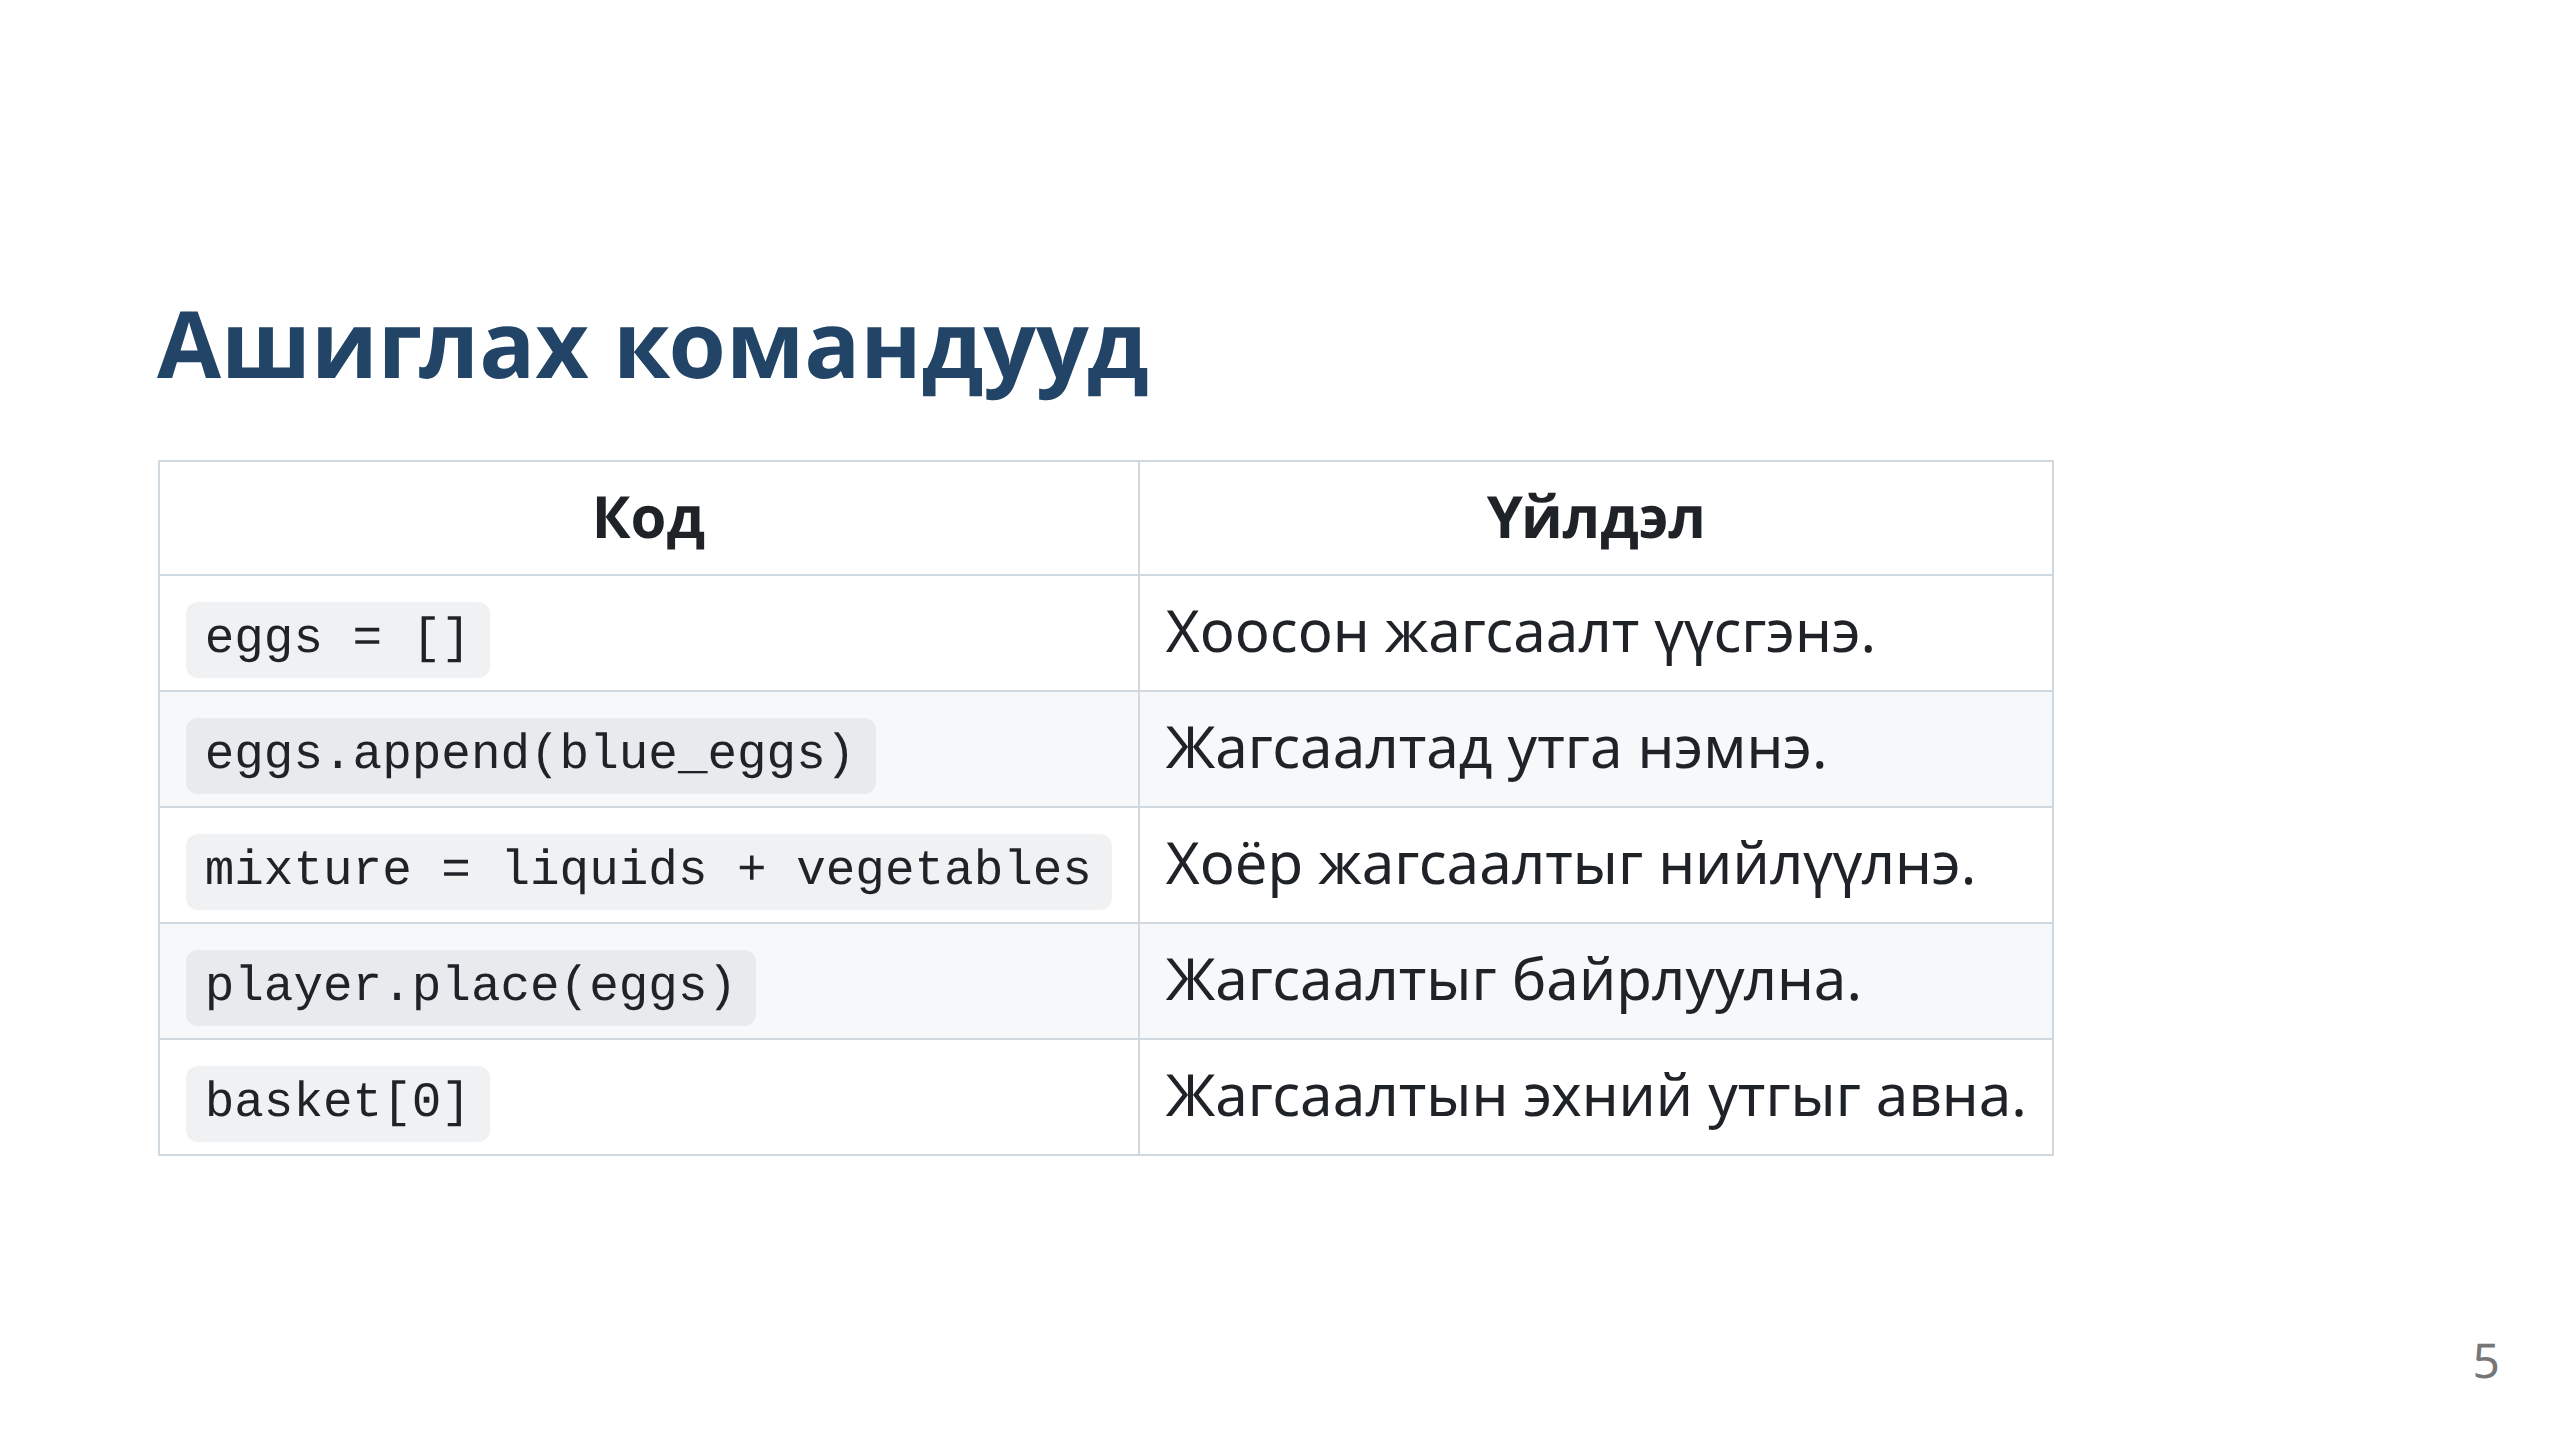 Ашиглах командууд
Код Үйлдэл
eggs = [] Хоосон жагсаалт үүсгэнэ.
eggs.append(blue_eggs) Жагсаалтад утга нэмнэ.
mixture = liquids + vegetables Хоёр жагсаалтыг нийлүүлнэ.
player.place(eggs) Жагсаалтыг байрлуулна.
basket[0] Жагсаалтын эхний утгыг авна.
5